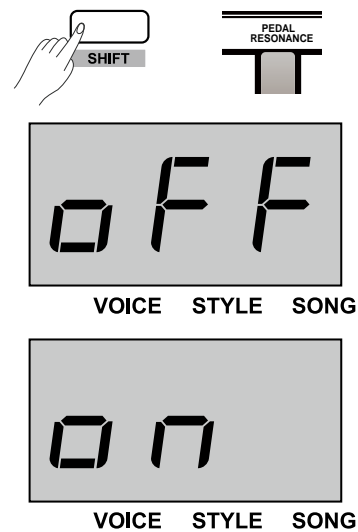 SHIFT
PEDAL
RESONANCE
oFF
VOICE STYLE SONG
on
VOICE STYLE SONG